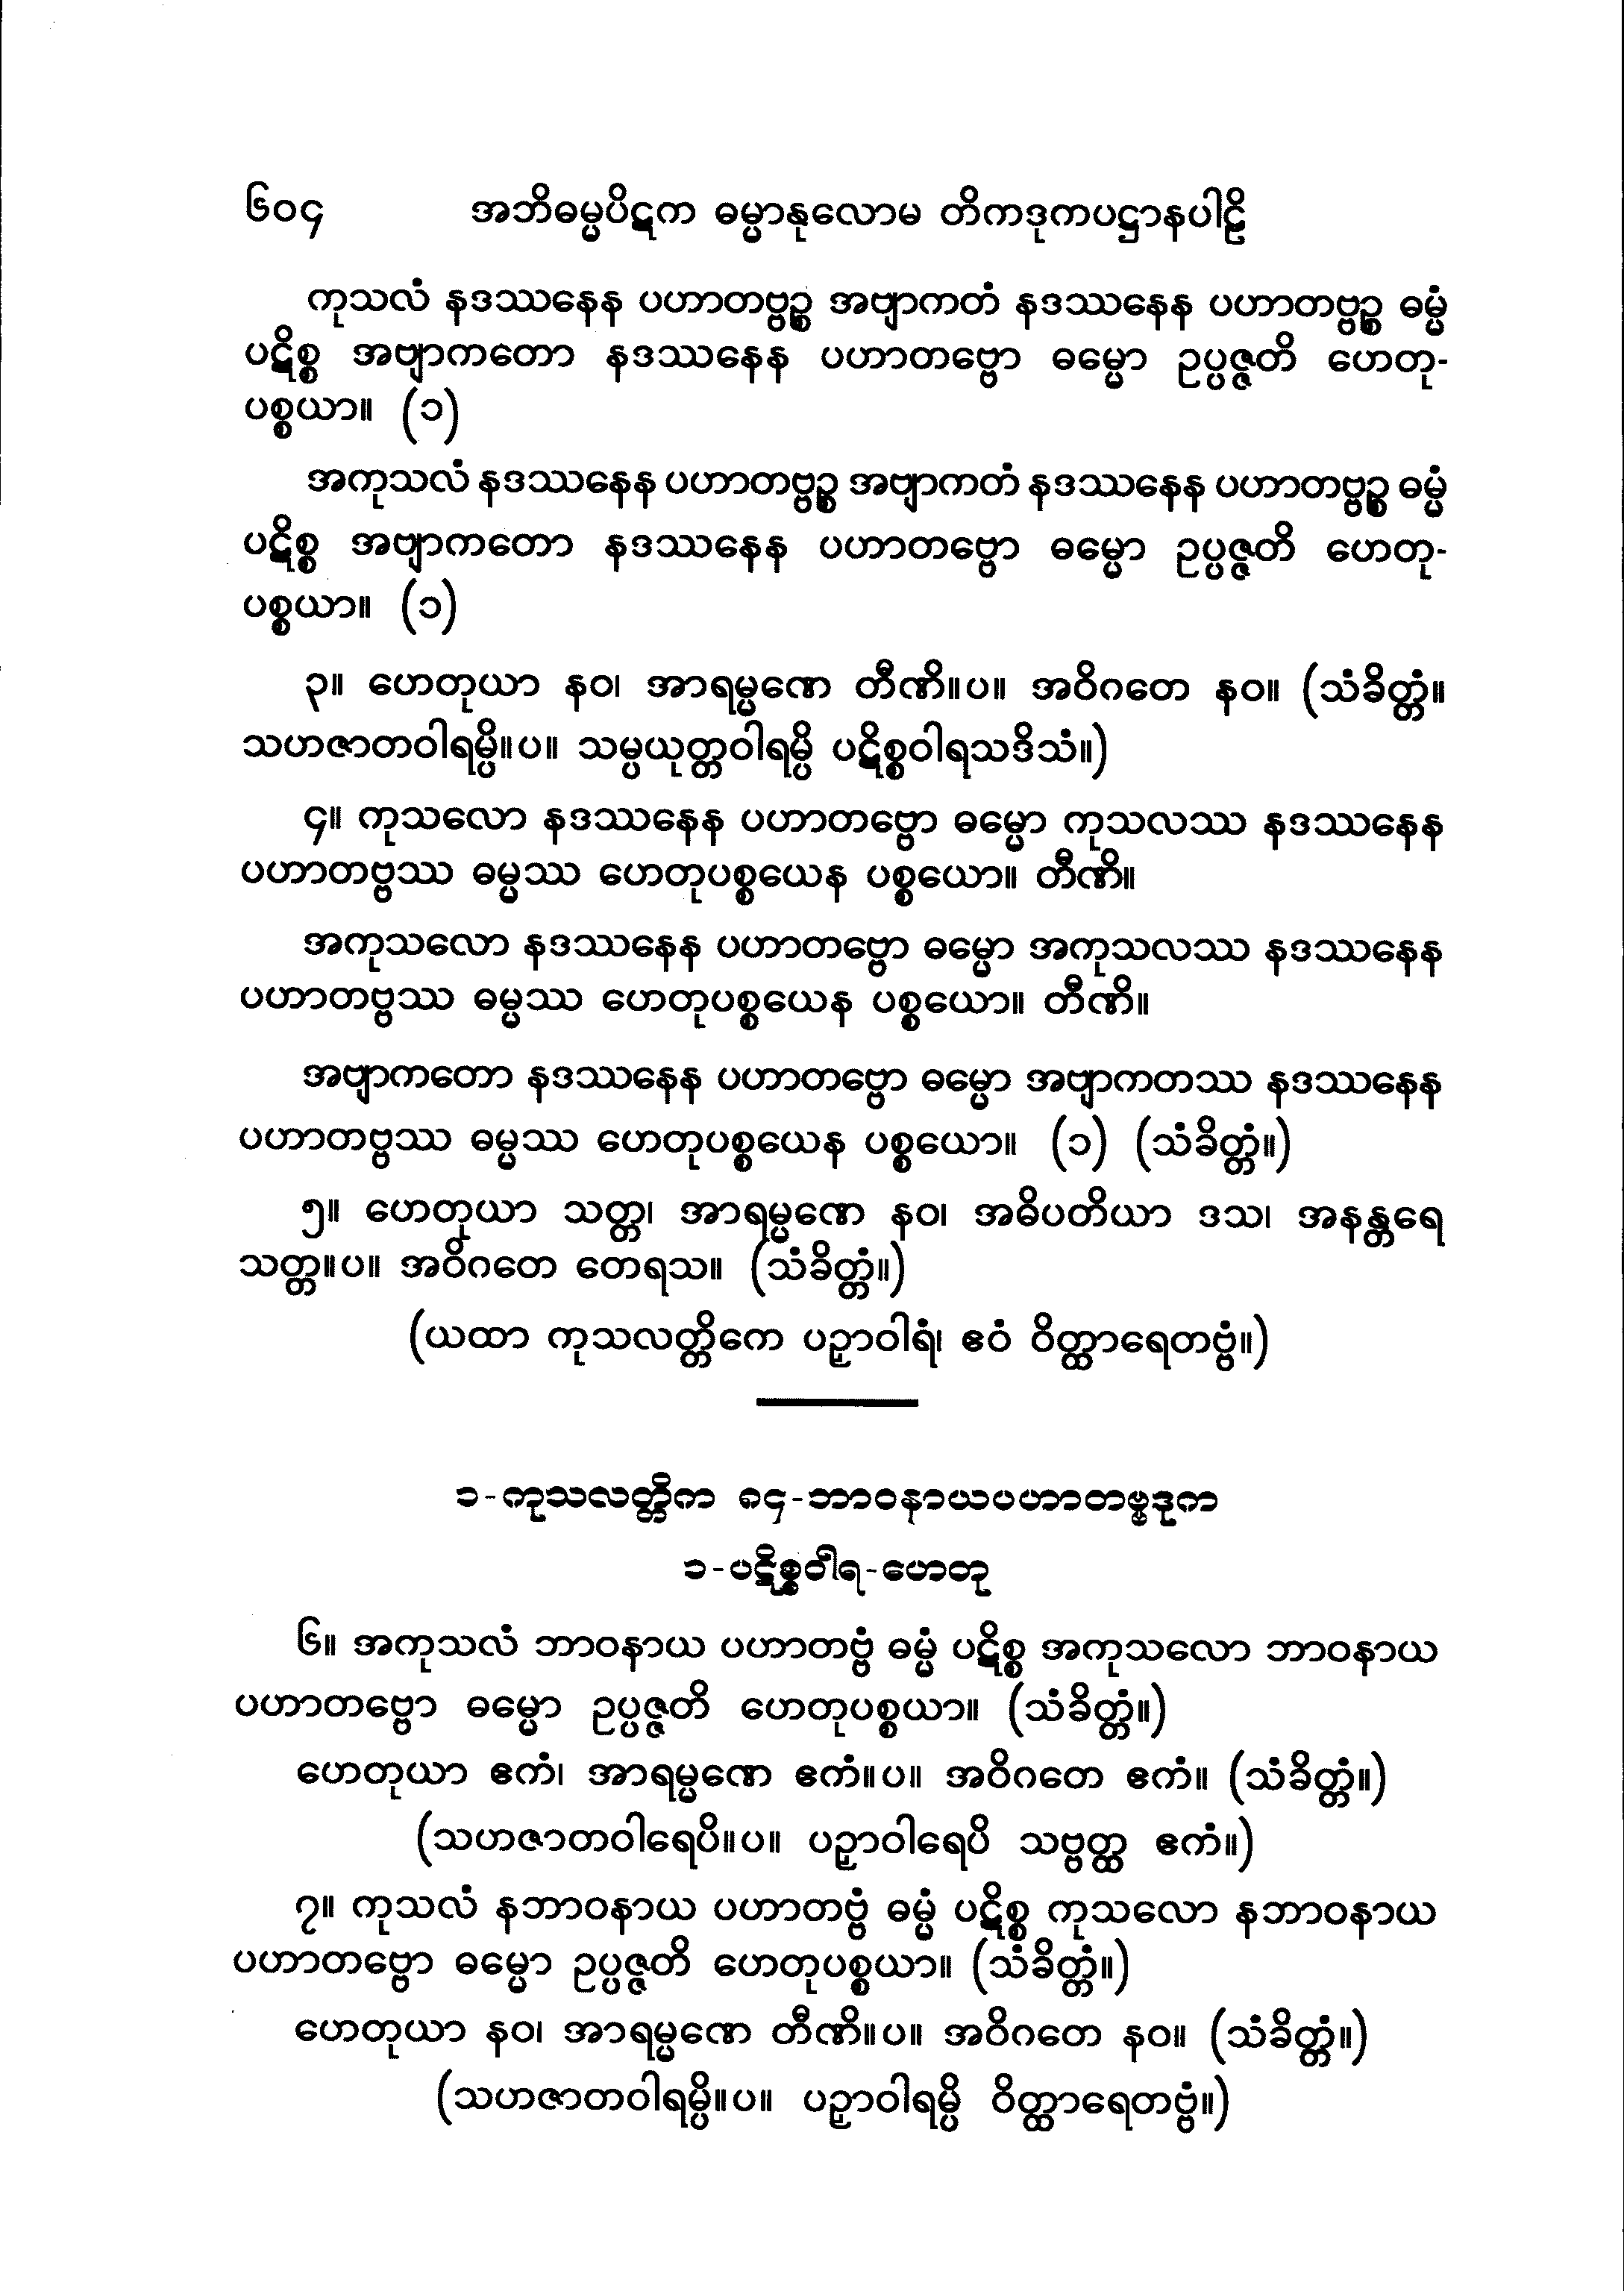 ၆၀၄ အဘိဓမ္မပိဋက ဓမ္မာနုလောမ တိကဒုကပဋ္ဌာနပါဠိ
ကုသလံ နဒဿနေန ပဟာတဗ္ဗဉ္စ အဗျာကတံ နဒဿနေန ပဟာတဗ္ဗဉ္စ ဓမ္မံ
ပဋိစ္စ အဗျာကတော နဒဿနေန ပဟာတဗ္ဗော ဓမ္မော ဥပ္ပဇ္ဇတိ ဟေတု-
ပစ္စယာ။ (၁)
အကုသလံ နဒဿနေန ပဟာတဗ္ဗဉ္စ အဗျာကတံ နဒဿနေန ပဟာတဗ္ဗဉ္စ ဓမ္မံ
ပဋိစ္စ အဗျာကတော နဒဿနေန ပဟာတဗ္ဗော ဓမ္မော ဥပ္ပဇ္ဇတိ ဟေတု-
ပစ္စယာ။ (၁)
၃။ ဟေတုယာ နဝ၊ အာရမ္မဏေ တီဏိ။ပ။ အဝိဂတေ နဝ။ (သံခိတ္တံ။
သဟဇာတဝါရမ္ပိ။ပ။ သမ္ပယုတ္တဝါရမ္ပိ ပဋိစ္စဝါရသဒိသံ။)
၄။ ကုသလော နဒဿနေန ပဟာတဗ္ဗော ဓမ္မော ကုသလဿ နဒဿနေန
ပဟာတဗ္ဗဿ ဓမ္မဿ ဟေတုပစ္စယေန ပစ္စယော။ တီဏိ။
အကုသလော နဒဿနေန ပဟာတဗ္ဗော ဓမ္မော အကုသလဿ နဒဿနေန
ပဟာတဗ္ဗဿ ဓမ္မဿ ဟေတုပစ္စယေန ပစ္စယော။ တီဏိ။
အဗျာကတော နဒဿနေန ပဟာတဗ္ဗော ဓမ္မော အဗျာကတဿ နဒဿနေန
ပဟာတဗ္ဗဿ ဓမ္မဿ ဟေတုပစ္စယေန ပစ္စယော။ (၁) (သံခိတ္တံ။)
၅။ ဟေတုယာ သတ္တ၊ အာရမ္မဏေ နဝ၊ အဓိပတိယာ ဒသ၊ အနန္တရေ
သတ္တ။ပ။ အဝိဂတေ တေရသ။ (သံခိတ္တံ။)
(ယထာ ကုသလတ္တိကေ ပဉှာဝါရံ၊ ဧဝံ ဝိတ္ထာရေတဗ္ဗံ။)
၁-ကုသလတ္တိက ၈၄-ဘာဝနာယပဟာတဗ္ဗဒုက
၁-ပဋိစ္စဝါရ-ဟေတု
၆။ အကုသလံ ဘာဝနာယ ပဟာတဗ္ဗံ ဓမ္မံ ပဋိစ္စ အကုသလော ဘာဝနာယ
ပဟာတဗ္ဗော ဓမ္မော ဥပ္ပဇ္ဇတိ ဟေတုပစ္စယာ။ (သံခိတ္တံ။)
ဟေတုယာ ဧကံ၊ အာရမ္မဏေ ဧကံ။ပ။ အဝိဂတေ ဧကံ။ (သံခိတ္တံ။)
(သဟဇာတဝါရေပိ။ပ။ ပဉှာဝါရေပိ သဗ္ဗတ္ထ ဧကံ။)
၇။ ကုသလံ နဘာဝနာယ ပဟာတဗ္ဗံ ဓမ္မံ ပဋိစ္စ ကုသလော နဘာဝနာယ
ပဟာတဗ္ဗော ဓမ္မော ဥပ္ပဇ္ဇတိ ဟေတုပစ္စယာ။ (သံခိတ္တံ။)
ဟေတုယာ နဝ၊ အာရမ္မဏေ တီဏိ။ပ။ အဝိဂတေ နဝ။ (သံခိတ္တံ။)
(သဟဇာတဝါရမ္ပိ။ပ။ ပဉှာဝါရမ္ပိ ဝိတ္ထာရေတဗ္ဗံ။)